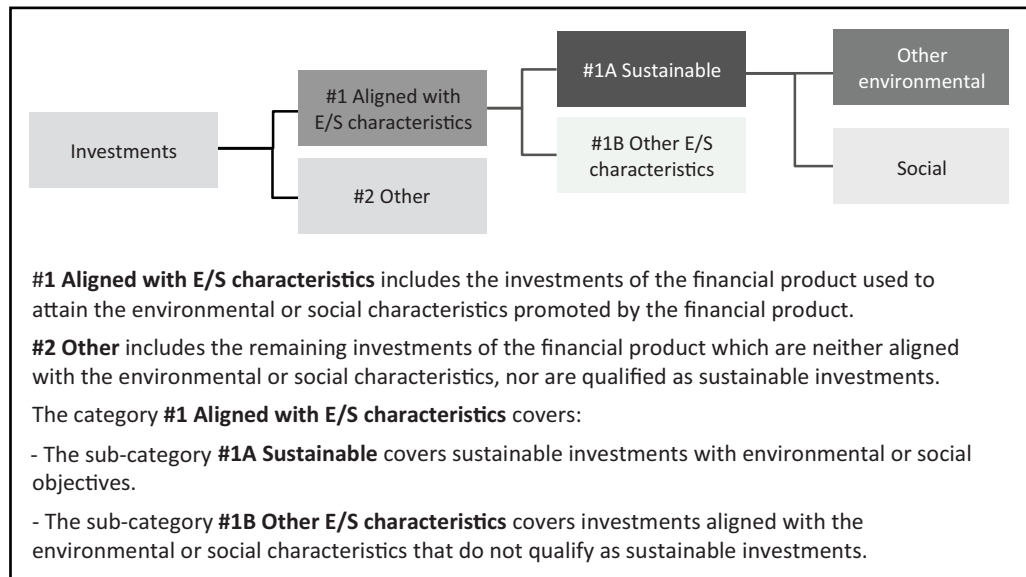 Investments
#1 Aligned with
E/S characteristics
#2 Other
#1A Sustainable
#1B Other E/S
characteristics
Other
environmental
Social
#1 Aligned with E/S characteristics includes the investments of the financial product used to
attain the environmental or social characteristics promoted by the financial product.
#2 Other includes the remaining investments of the financial product which are neither aligned
with the environmental or social characteristics, nor are qualified as sustainable investments.
The category #1 Aligned with E/S characteristics covers:
- The sub-category #1A Sustainable covers sustainable investments with environmental or social
objectives.
- The sub-category #1B Other E/S characteristics covers investments aligned with the
environmental or social characteristics that do not qualify as sustainable investments.